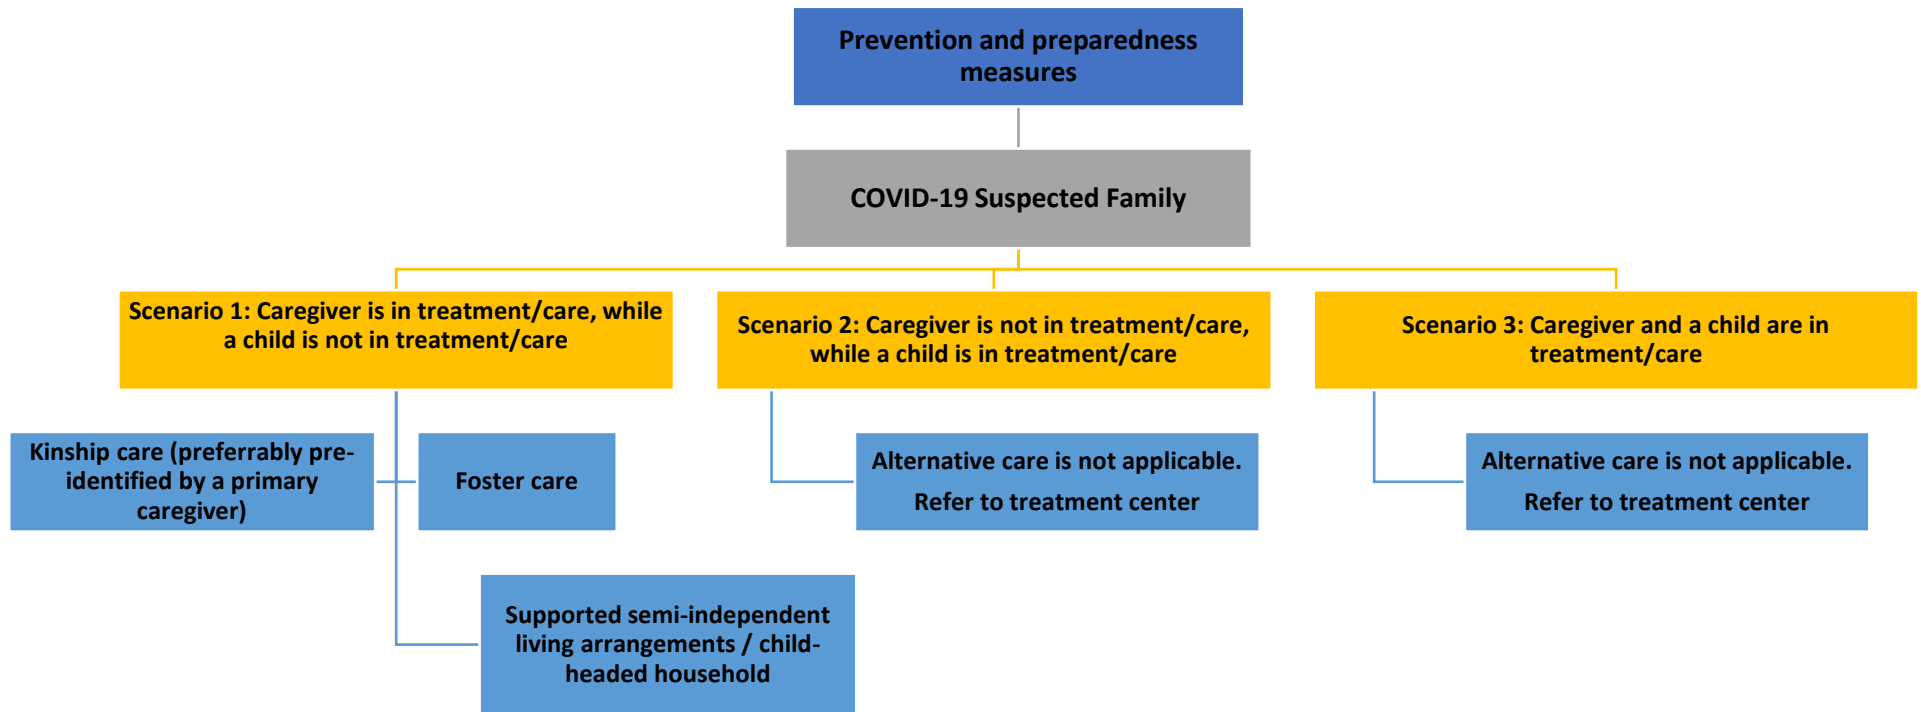 Prevention and preparedness
measures
COVID-19 Suspected Family
Scenario 1: Caregiver is in treatment/care, while
a child is not in treatment/care
Scenario 2: Caregiver is not in treatment/care,
while a child is in treatment/care
Scenario 3: Caregiver and a child are in
treatment/care
Kinship care (preferrably pre-
identified by a primary
caregiver)
Foster care
Alternative care is not applicable.
Refer to treatment center
Alternative care is not applicable.
Refer to treatment center
Supported semi-independent
living arrangements / child-
headed household